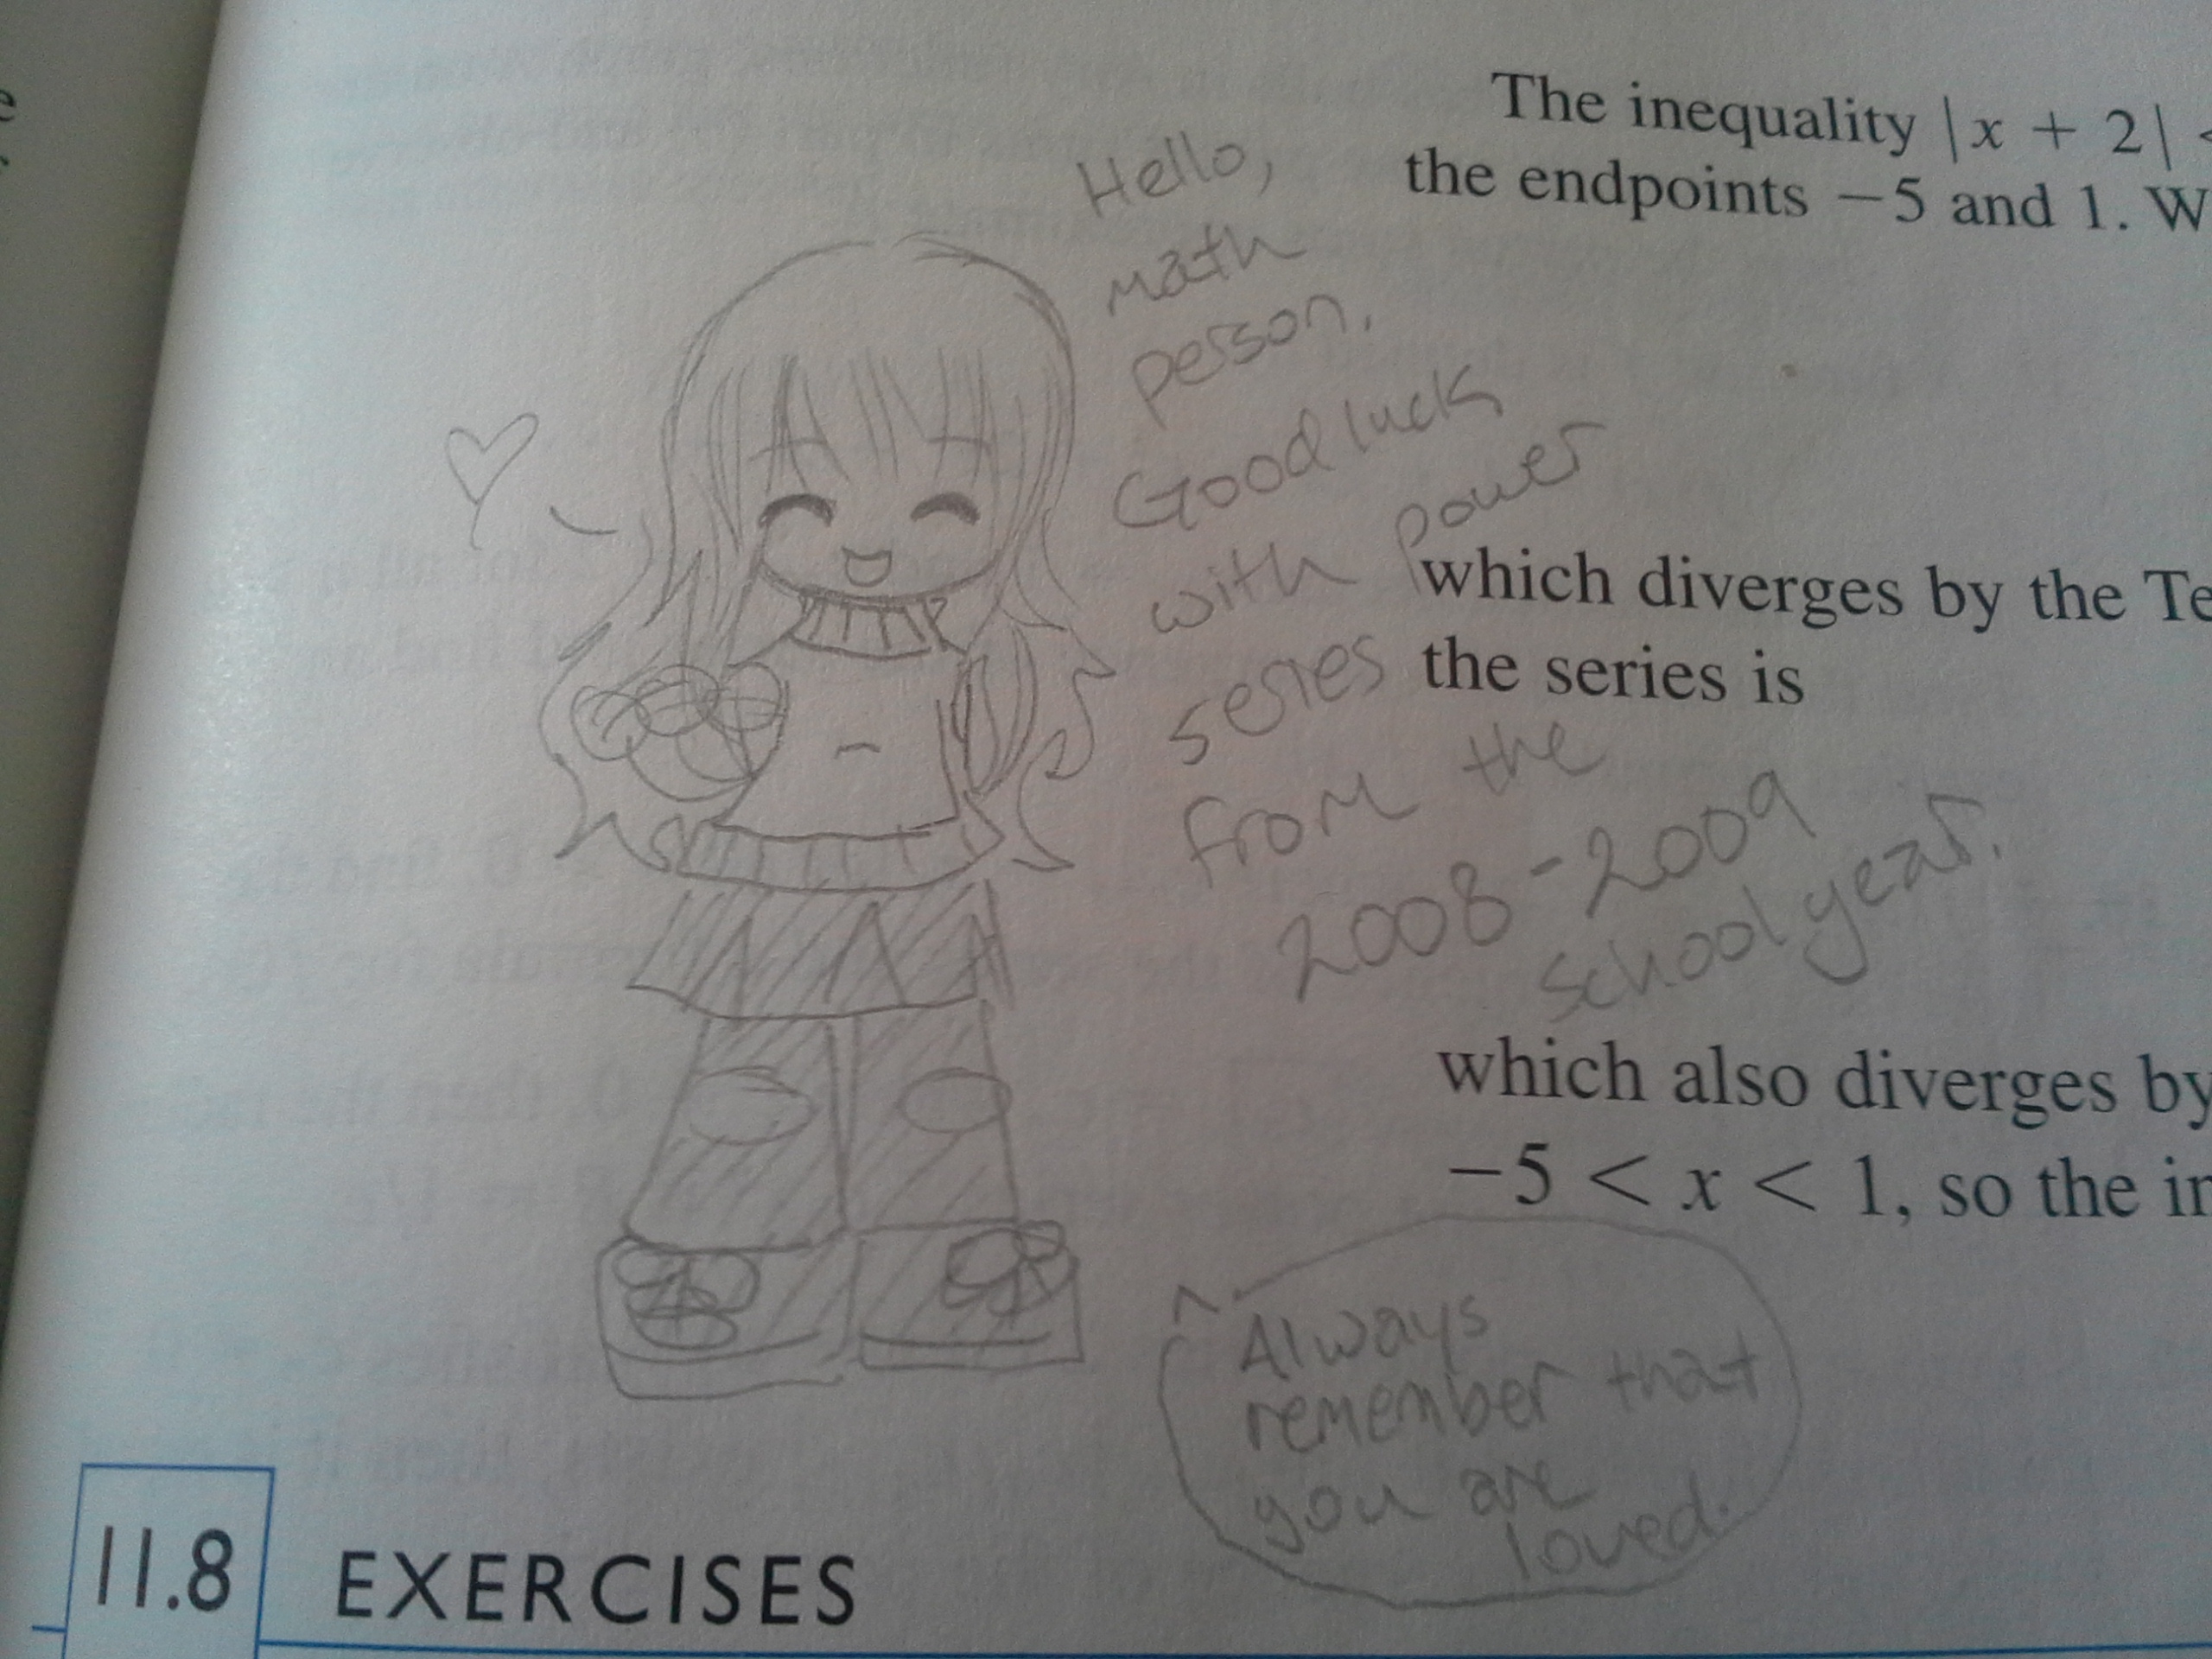 The inequality |x + 2| <
the endpoints −5 and 1. W
Hello,
math
person.
Good luck
with power
series
from the
2008-2009
school year.
which diverges by the Te
the series is
which also diverges by
−5 < x < 1, so the in
Always
remember that
you are
loved.
11.8 EXERCISES